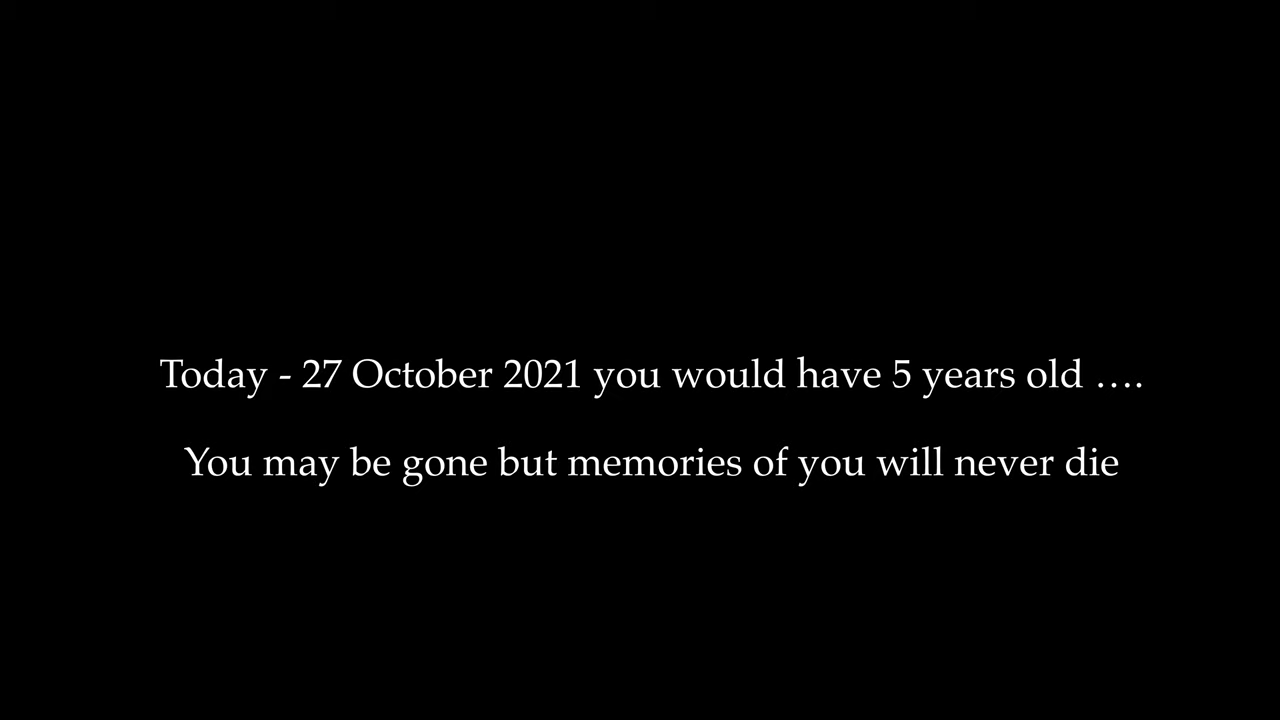 Today - 27 October 2021 you would have 5 years old ….
You may be gone but memories of you will never die